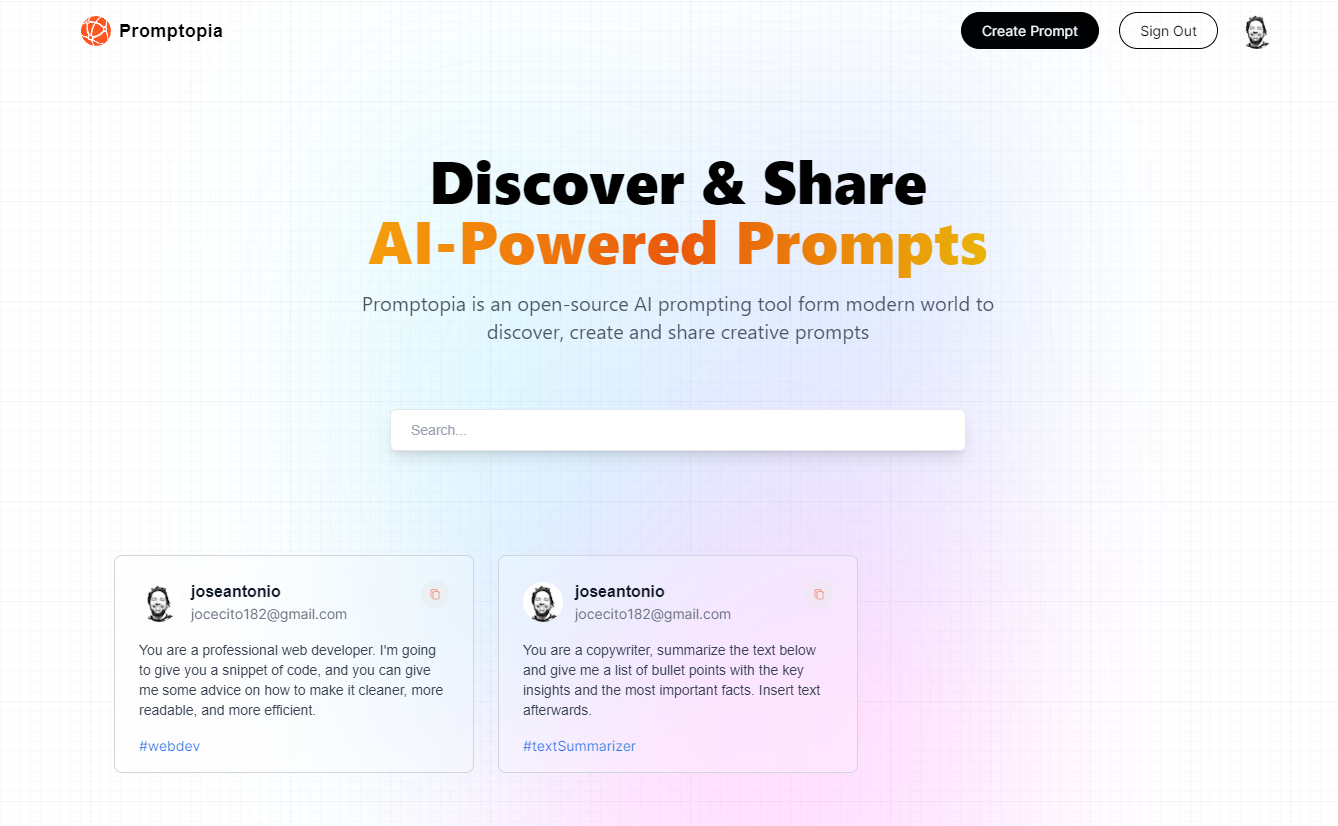 Promptopia
Create Prompt
Sign Out
Discover & Share
AI-Powered Prompts
Promptopia is an open-source AI prompting tool form modern world to
discover, create and share creative prompts
Search...
joseantonio
jocecito182@gmail.com
You are a professional web developer. I'm going
to give you a snippet of code, and you can give
me some advice on how to make it cleaner, more
readable, and more efficient.
#webdev
joseantonio
jocecito182@gmail.com
You are a copywriter, summarize the text below
and give me a list of bullet points with the key
insights and the most important facts. Insert text
afterwards.
#textSummarizer